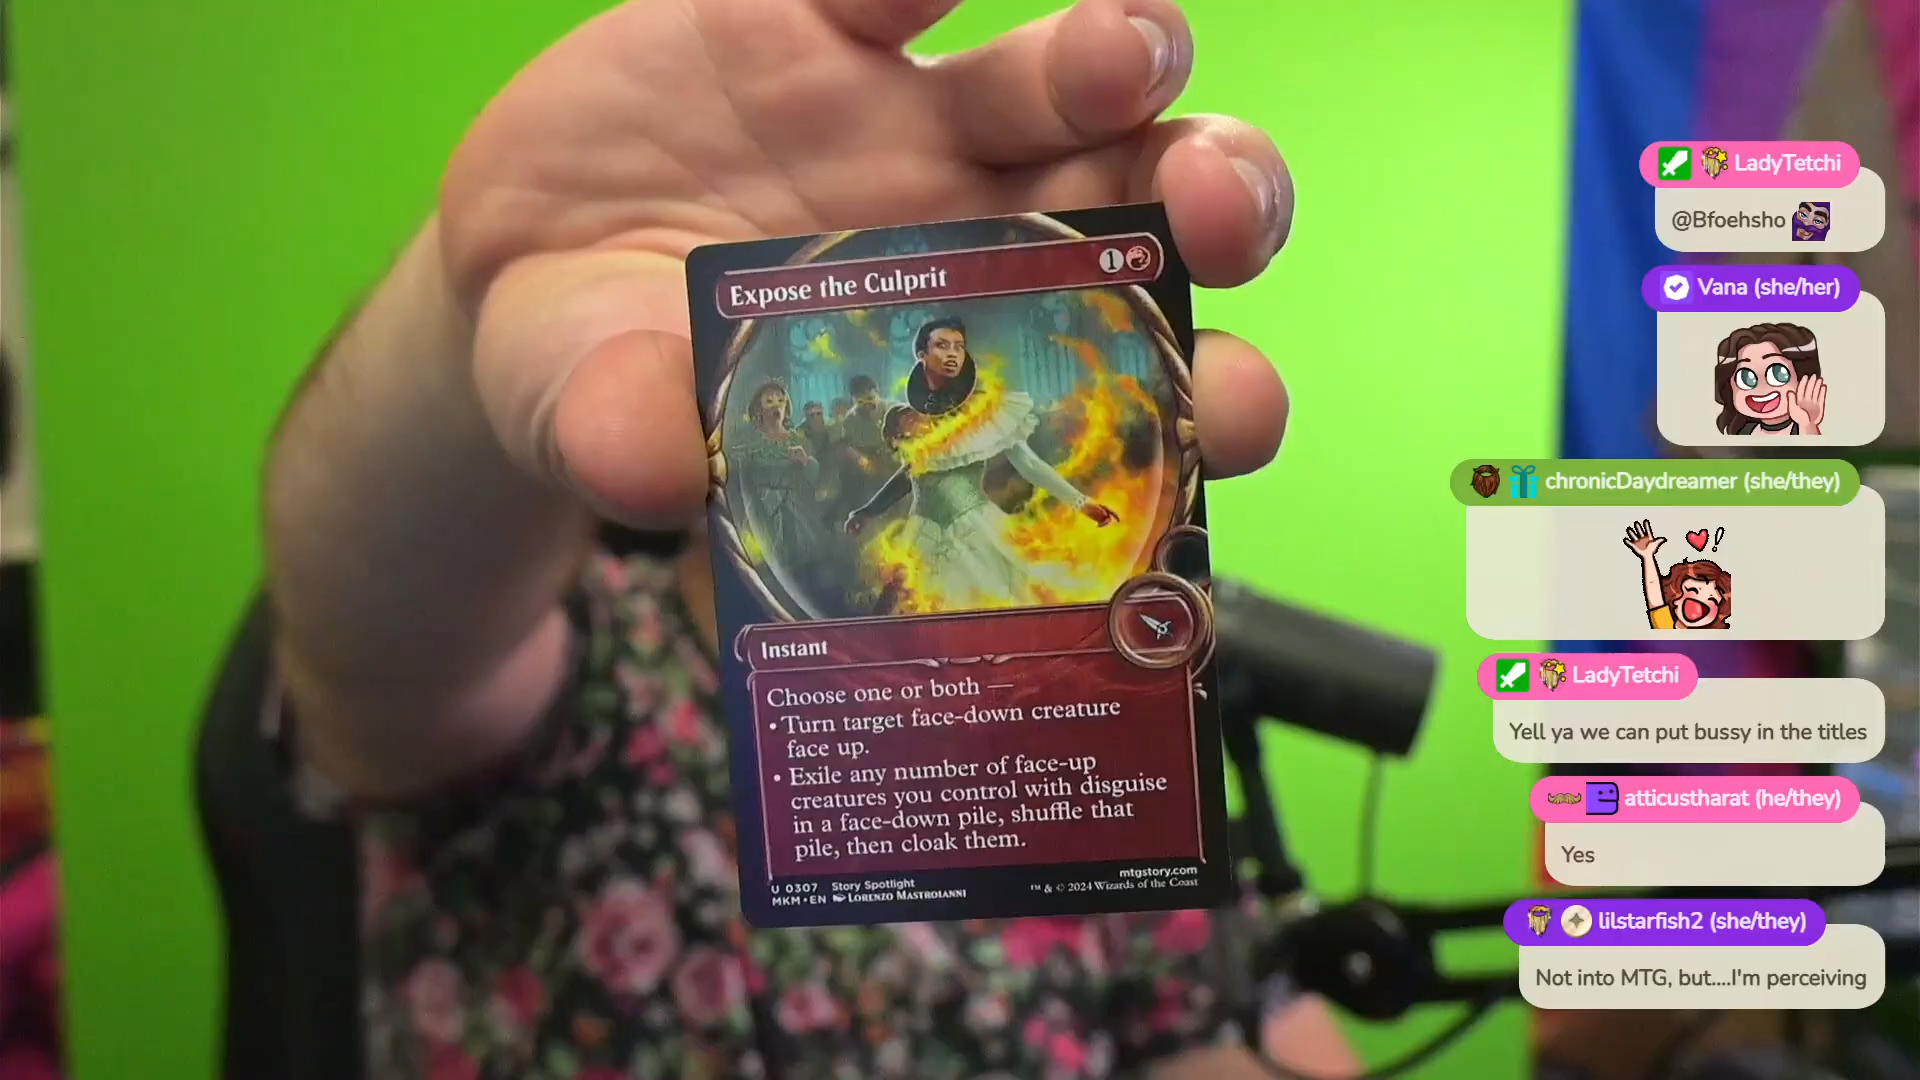 Expose the Culprit
1
Instant
Choose one or both —
• Turn target face-down creature
face up.
• Exile any number of face-up
creatures you control with disguise
in a face-down pile, shuffle that
pile, then cloak them.
U 0307 Story Spotlight
MKM • EN Lorenzo Mastroianni
mtgstory.com
™ & © 2024 Wizards of the Coast
LadyTetchi
@Bfoehsho
Vana (she/her)
chronicDaydreamer (she/they)
!
LadyTetchi
Yell ya we can put bussy in the titles
atticustharat (he/they)
Yes
lilstarfish2 (she/they)
Not into MTG, but....I'm perceiving